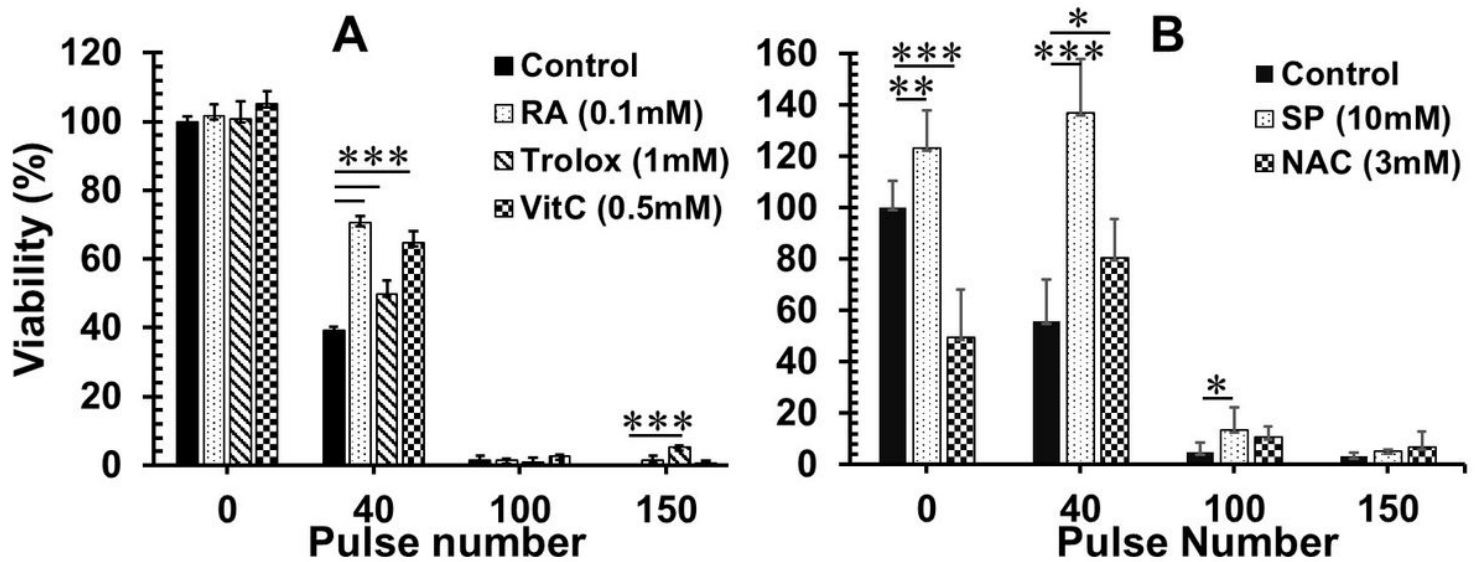 A
Viability (%)
120
100
80
60
40
20
0
Control
RA (0.1mM)
Trolox (1mM)
VitC (0.5mM)
***
***
0 40 100 150
Pulse number
B
160
140
120
100
80
60
40
20
0
Control
SP (10mM)
NAC (3mM)
***
**
*
***
*
0 40 100 150
Pulse Number